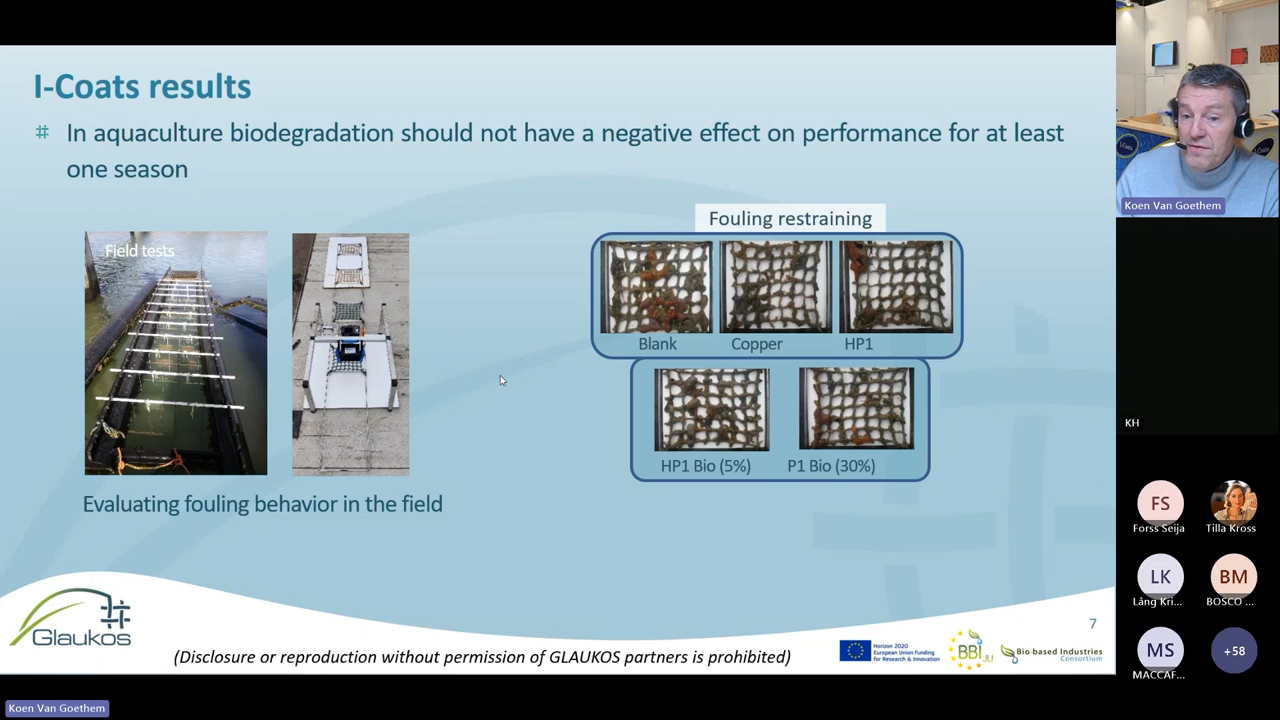 I-Coats results
In aquaculture biodegradation should not have a negative effect on performance for at least
one season
Field tests
Fouling restraining
Blank
Copper
HP1
HP1 Bio (5%)
P1 Bio (30%)
Evaluating fouling behavior in the field
Glaukos
(Disclosure or reproduction without permission of GLAUKOS partners is prohibited)
Horizon 2020
European Union Funding
for Research & Innovation
BBI JU
Bio-based Industries
Consortium
7
Koen Van Goethem
KH
FS
Forss Seija
Tilla Kross
LK
Lång Kri...
BM
BOSCO ...
MS
MACCAF...
+58
Koen Van Goethem